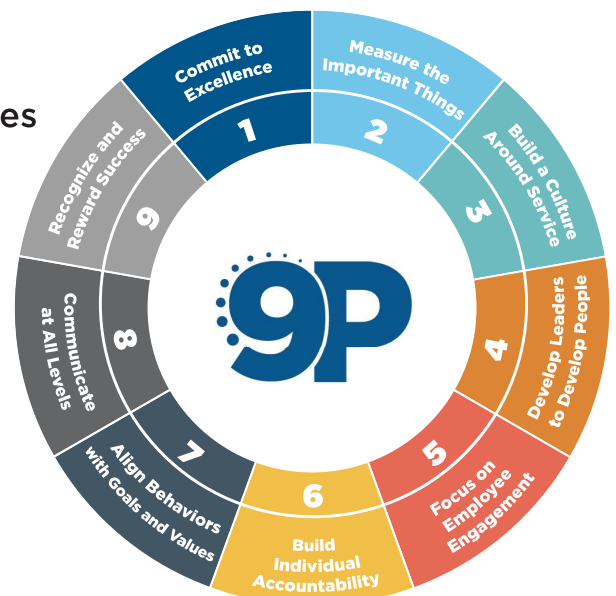 es
Commit to
Excellence
1
Measure the
Important Things
2
Build a Culture
Around Service
3
Develop Leaders
to Develop People
4
Focus on
Employee
Engagement
5
Build
Individual
Accountability
6
Align Behaviors
with Goals and Values
7
Communicate
at All Levels
8
Recognize and
Reward Success
9
9P